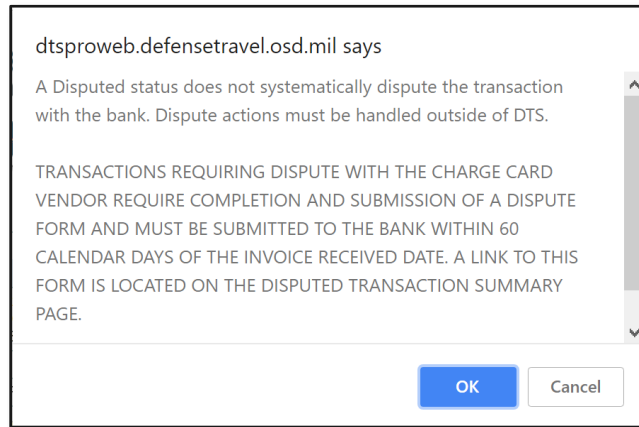 dtsproweb.defensetravel.osd.mil says
A Disputed status does not systematically dispute the transaction
with the bank. Dispute actions must be handled outside of DTS.
TRANSACTIONS REQUIRING DISPUTE WITH THE CHARGE CARD
VENDOR REQUIRE COMPLETION AND SUBMISSION OF A DISPUTE
FORM AND MUST BE SUBMITTED TO THE BANK WITHIN 60
CALENDAR DAYS OF THE INVOICE RECEIVED DATE. A LINK TO THIS
FORM IS LOCATED ON THE DISPUTED TRANSACTION SUMMARY
PAGE.
OK
Cancel